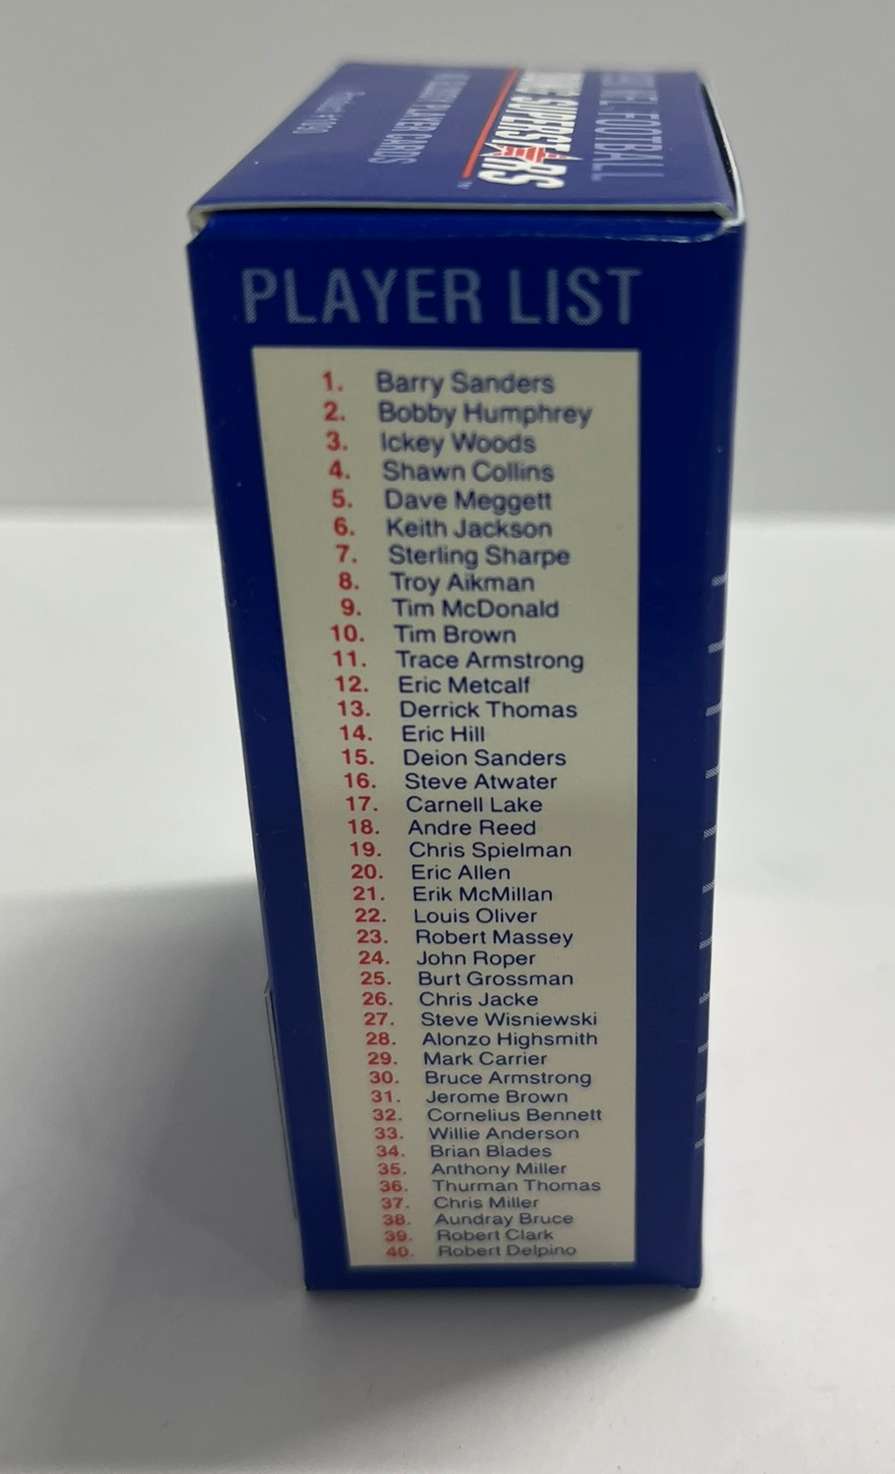 FOOTBALL
SUPERSTARS
PLAYER CARDS
PLAYER LIST
1. Barry Sanders
2. Bobby Humphrey
3. Ickey Woods
4. Shawn Collins
5. Dave Meggett
6. Keith Jackson
7. Sterling Sharpe
8. Troy Aikman
9. Tim McDonald
10. Tim Brown
11. Trace Armstrong
12. Eric Metcalf
13. Derrick Thomas
14. Eric Hill
15. Deion Sanders
16. Steve Atwater
17. Carnell Lake
18. Andre Reed
19. Chris Spielman
20. Eric Allen
21. Erik McMillan
22. Louis Oliver
23. Robert Massey
24. John Roper
25. Burt Grossman
26. Chris Jacke
27. Steve Wisniewski
28. Alonzo Highsmith
29. Mark Carrier
30. Bruce Armstrong
31. Jerome Brown
32. Cornelius Bennett
33. Willie Anderson
34. Brian Blades
35. Anthony Miller
36. Thurman Thomas
37. Chris Miller
38. Aundray Bruce
39. Robert Clark
40. Robert Delpino